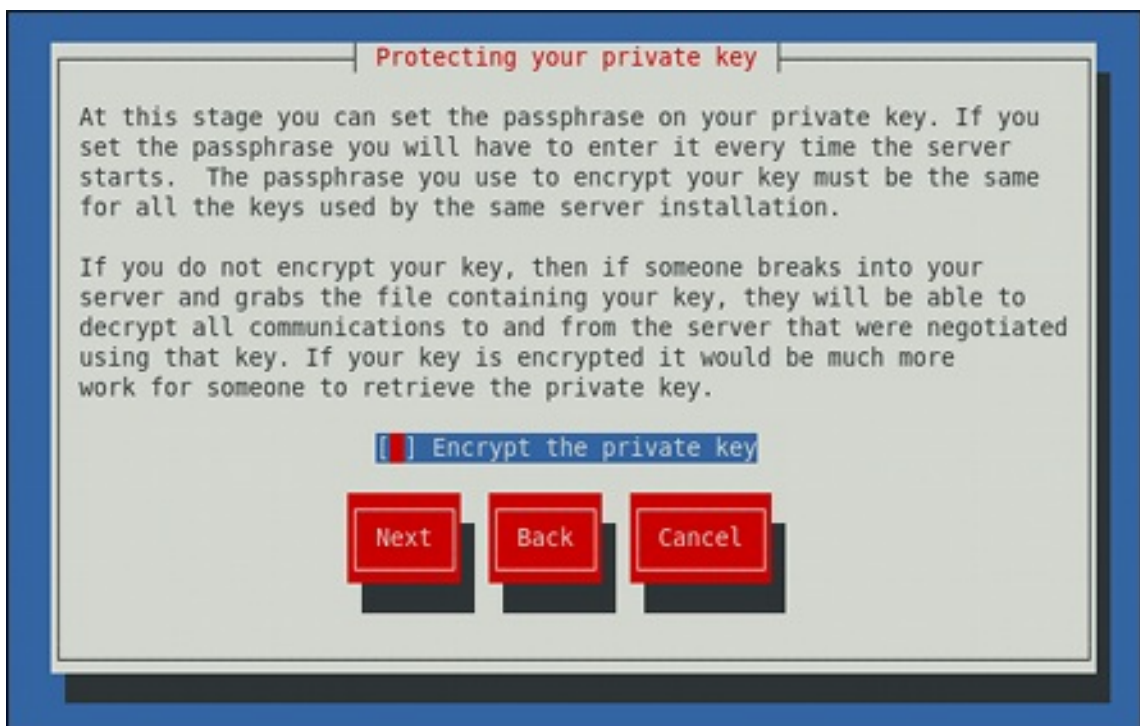 Protecting your private key
At this stage you can set the passphrase on your private key. If you
set the passphrase you will have to enter it every time the server
starts.  The passphrase you use to encrypt your key must be the same
for all the keys used by the same server installation.
If you do not encrypt your key, then if someone breaks into your
server and grabs the file containing your key, they will be able to
decrypt all communications to and from the server that were negotiated
using that key. If your key is encrypted it would be much more
work for someone to retrieve the private key.
[ ] Encrypt the private key
Next Back Cancel